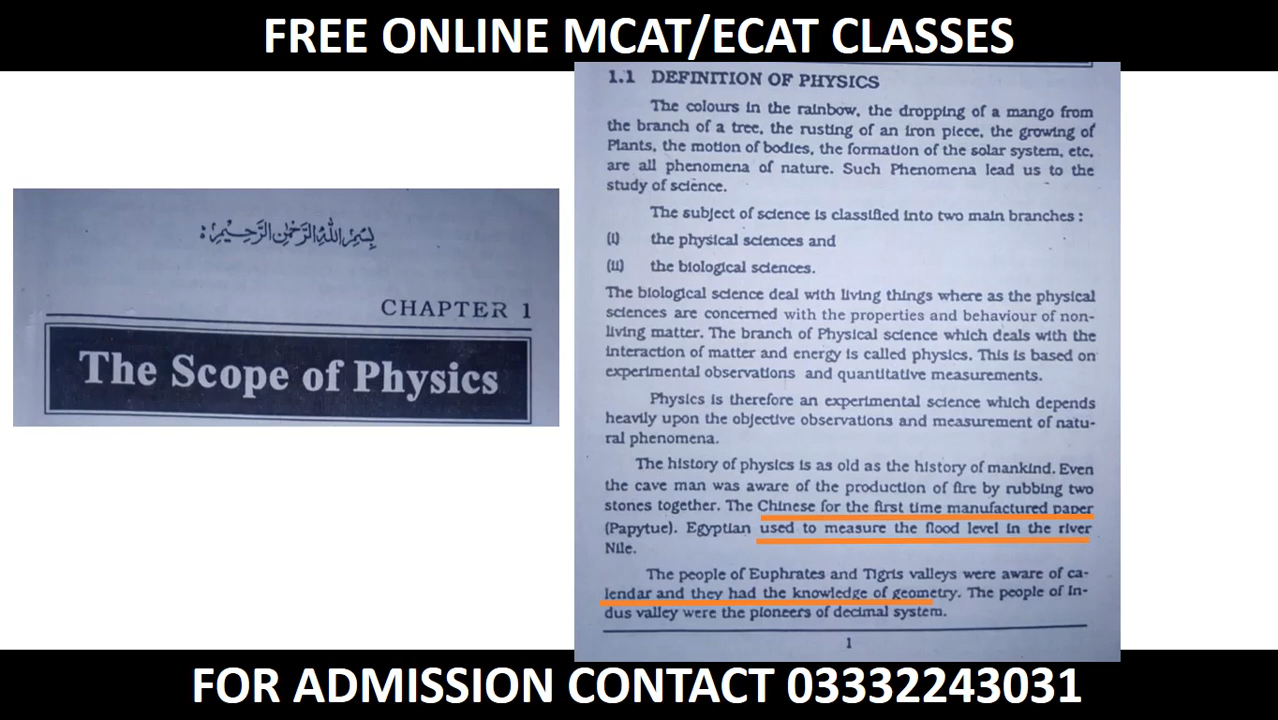 FREE ONLINE MCAT/ECAT CLASSES
بِسْمِ اللهِ الرَّحْمٰنِ الرَّحِيْمِ:
CHAPTER 1
The Scope of Physics
1.1 DEFINITION OF PHYSICS
The colours in the rainbow, the dropping of a mango from
the branch of a tree, the rusting of an iron piece, the growing of
Plants, the motion of bodies, the formation of the solar system, etc,
are all phenomena of nature. Such Phenomena lead us to the
study of science.
The subject of science is classified into two main branches :
(i) the physical sciences and
(ii) the biological sciences.
The biological science deal with living things where as the physical
sciences are concerned with the properties and behaviour of non-
living matter. The branch of Physical science which deals with the
interaction of matter and energy is called physics. This is based on
experimental observations and quantitative measurements.
Physics is therefore an experimental science which depends
heavily upon the objective observations and measurement of natu-
ral phenomena.
The history of physics is as old as the history of mankind. Even
the cave man was aware of the production of fire by rubbing two
stones together. The Chinese for the first time manufactured paper
(Papytue). Egyptian used to measure the flood level in the river
Nile.
The people of Euphrates and Tigris valleys were aware of ca-
lendar and they had the knowledge of geometry. The people of In-
dus valley were the pioneers of decimal system.
1
FOR ADMISSION CONTACT 03332243031